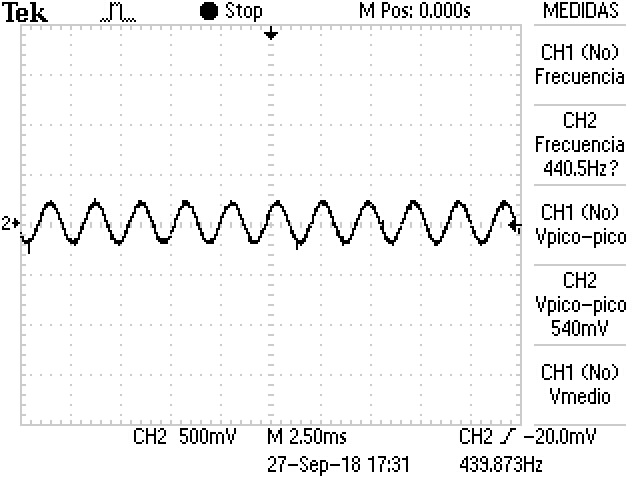 Tek Stop M Pos: 0.000s MEDIDAS
CH1 (No)
Frecuencia
CH2
Frecuencia
440.5Hz?
CH1 (No)
Vpico-pico
CH2
Vpico-pico
540mV
CH1 (No)
Vmedio
2
CH2 500mV M 2.50ms CH2 -20.0mV
27-Sep-18 17:31 439.873Hz